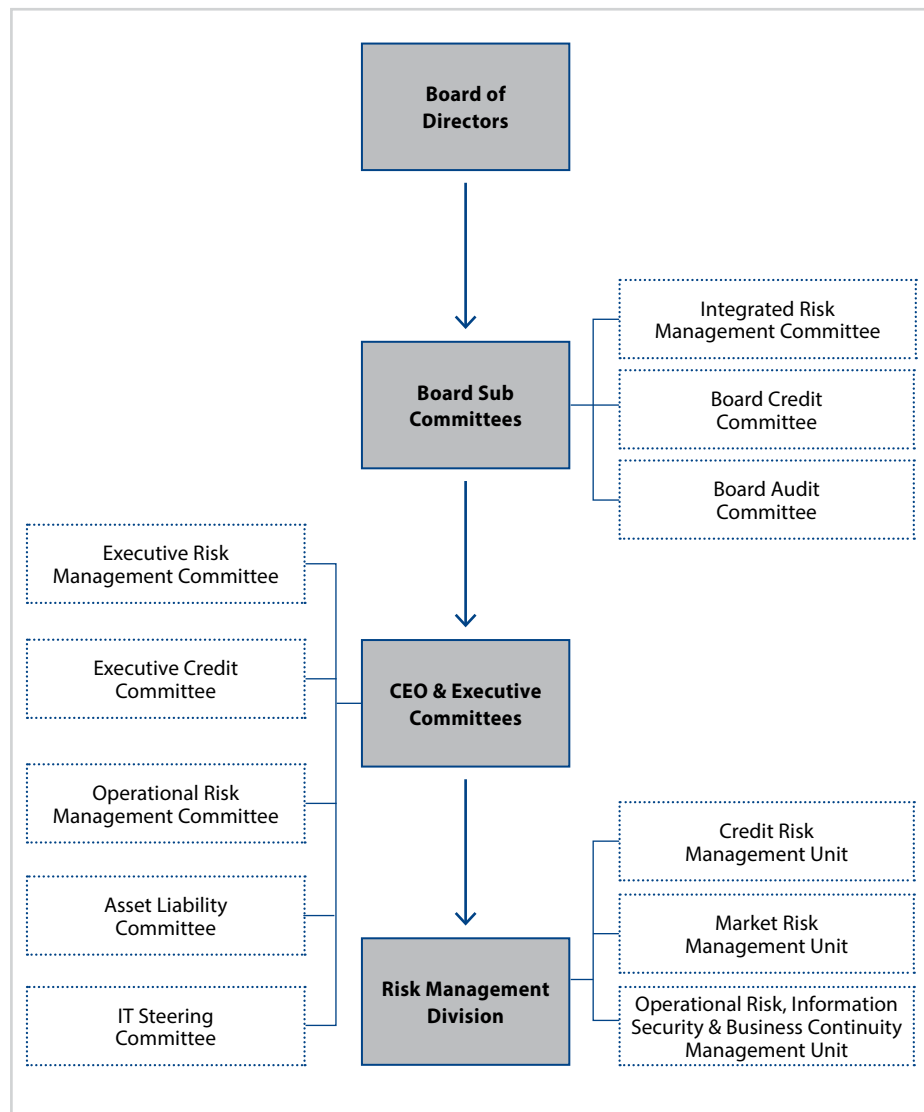 Board of
Directors
Integrated Risk
Management Committee
Board Sub
Committees
Board Credit
Committee
Board Audit
Committee
Executive Risk
Management Committee
Executive Credit
Committee
CEO & Executive
Committees
Operational Risk
Management Committee
Credit Risk
Management Unit
Asset Liability
Committee
Market Risk
Management Unit
Risk Management
Division
IT Steering
Committee
Operational Risk, Information
Security & Business Continuity
Management Unit